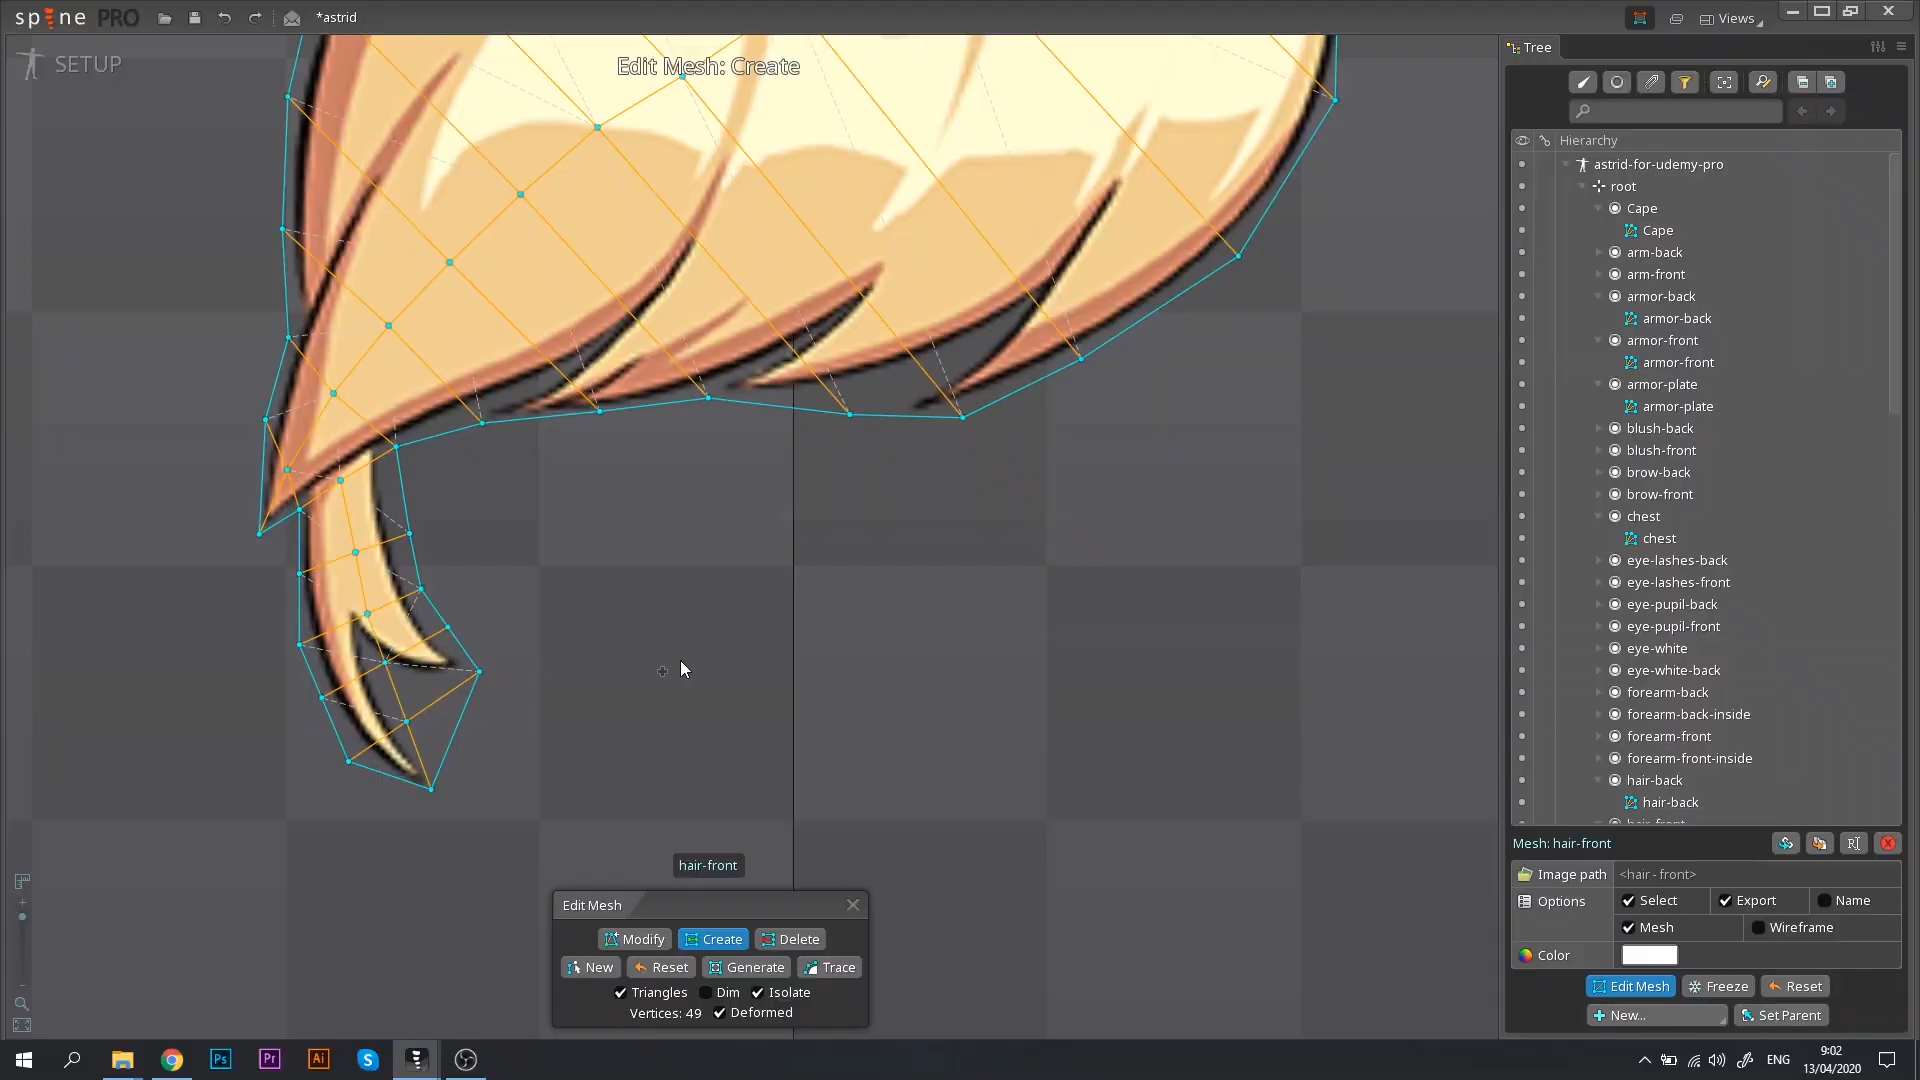 spine PRO
*astrid
Views
SETUP
Edit Mesh: Create
Tree
Hierarchy
astrid-for-udemy-pro
root
Cape
Cape
arm-back
arm-front
armor-back
armor-back
armor-front
armor-front
armor-plate
armor-plate
blush-back
blush-front
brow-back
brow-front
chest
chest
eye-lashes-back
eye-lashes-front
eye-pupil-back
eye-pupil-front
eye-white
eye-white-back
forearm-back
forearm-back-inside
forearm-front
forearm-front-inside
hair-back
hair-back
Mesh: hair-front
Image path <hair - front>
Options Select Export Name
Mesh Wireframe
Color
Edit Mesh Freeze Reset
New... Set Parent
hair-front
Edit Mesh
Modify Create Delete
New Reset Generate Trace
Triangles Dim Isolate
Vertices: 49 Deformed
Ps Pr Ai S
ENG
9:02
13/04/2020